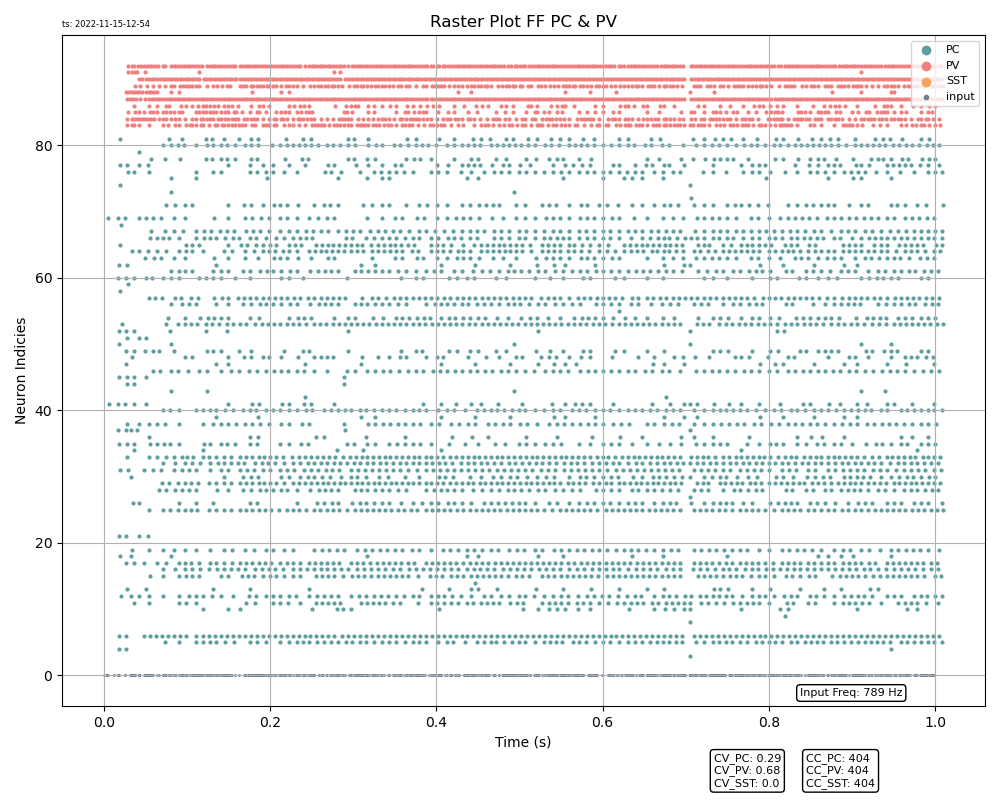 ts: 2022-11-15-12-54
Raster Plot FF PC & PV
PC
PV
SST
input
80
60
40
20
0
Neuron Indicies
0.0 0.2 0.4 0.6 0.8 1.0
Time (s)
Input Freq: 789 Hz
CV_PC: 0.29
CV_PV: 0.68
CV_SST: 0.0
CC_PC: 404
CC_PV: 404
CC_SST: 404